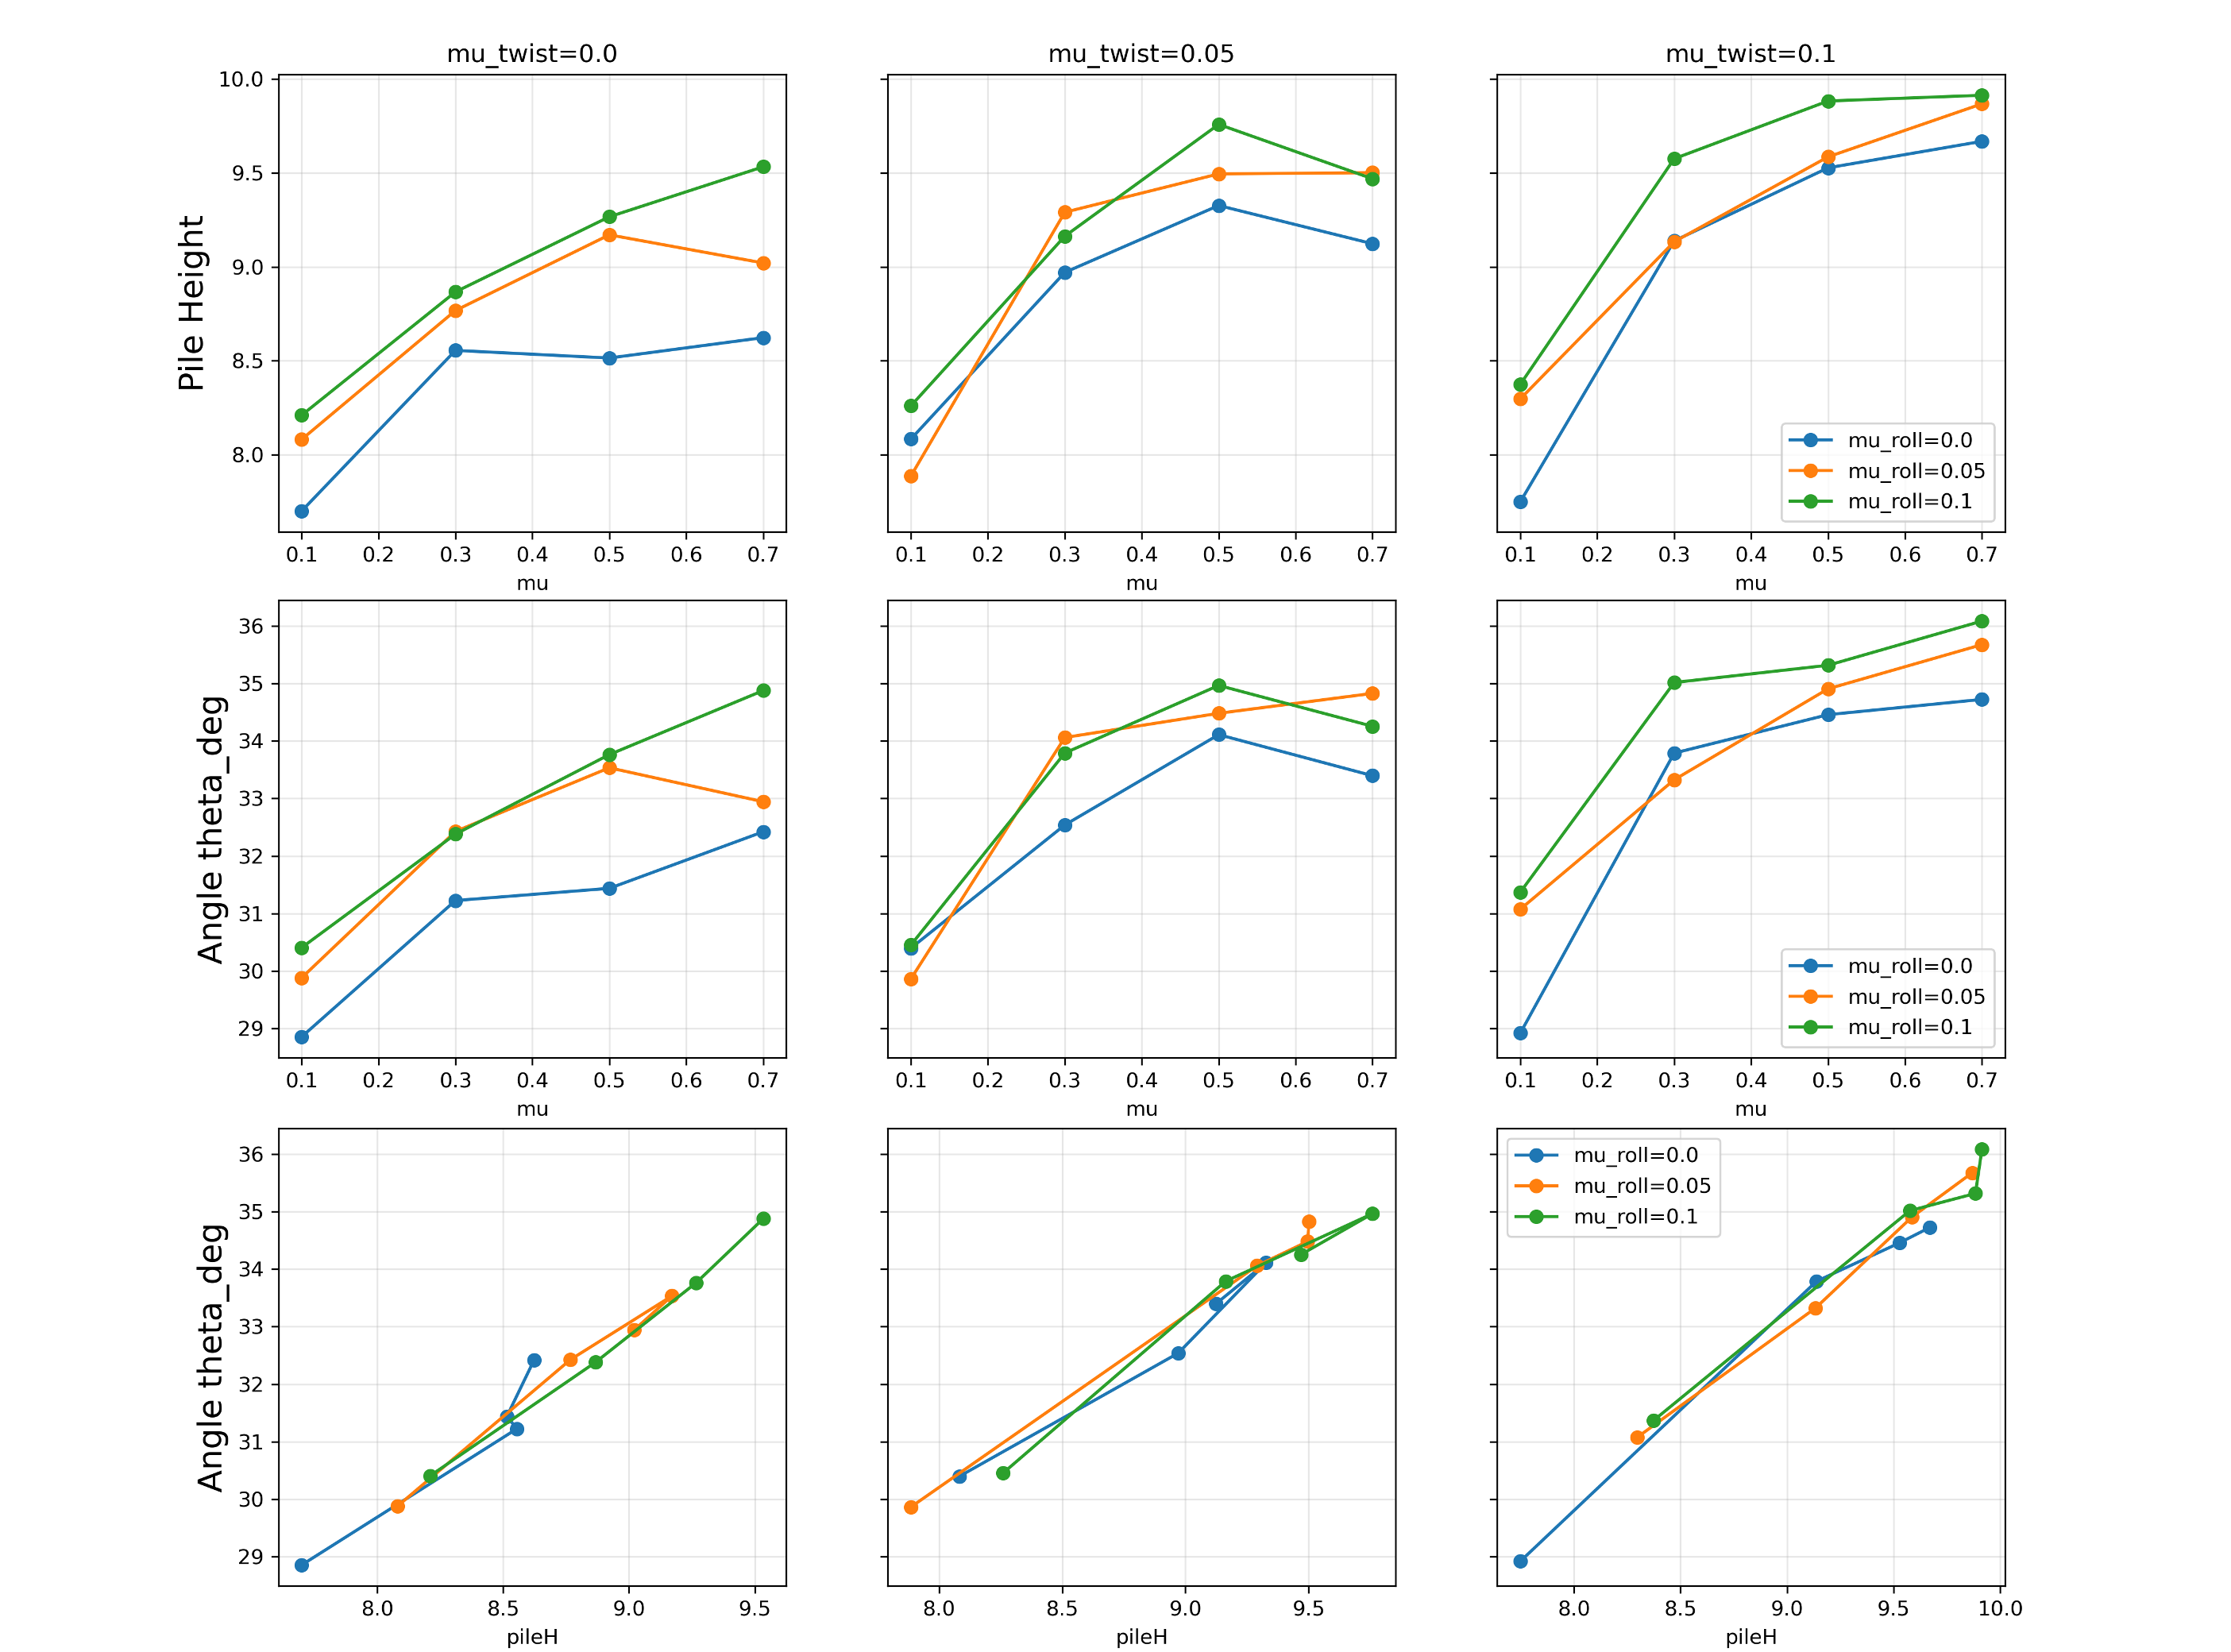 mu_twist=0.0 mu_twist=0.05 mu_twist=0.1
Pile Height
10.0
9.5
9.0
8.5
8.0
mu_roll=0.0
mu_roll=0.05
mu_roll=0.1
0.1 0.2 0.3 0.4 0.5 0.6 0.7 0.1 0.2 0.3 0.4 0.5 0.6 0.7 0.1 0.2 0.3 0.4 0.5 0.6 0.7
mu mu mu
Angle theta_deg
36
35
34
33
32
31
30
29
mu_roll=0.0
mu_roll=0.05
mu_roll=0.1
0.1 0.2 0.3 0.4 0.5 0.6 0.7 0.1 0.2 0.3 0.4 0.5 0.6 0.7 0.1 0.2 0.3 0.4 0.5 0.6 0.7
mu mu mu
Angle theta_deg
36
35
34
33
32
31
30
29
mu_roll=0.0
mu_roll=0.05
mu_roll=0.1
8.0 8.5 9.0 9.5 8.0 8.5 9.0 9.5 8.0 8.5 9.0 9.5 10.0
pileH pileH pileH